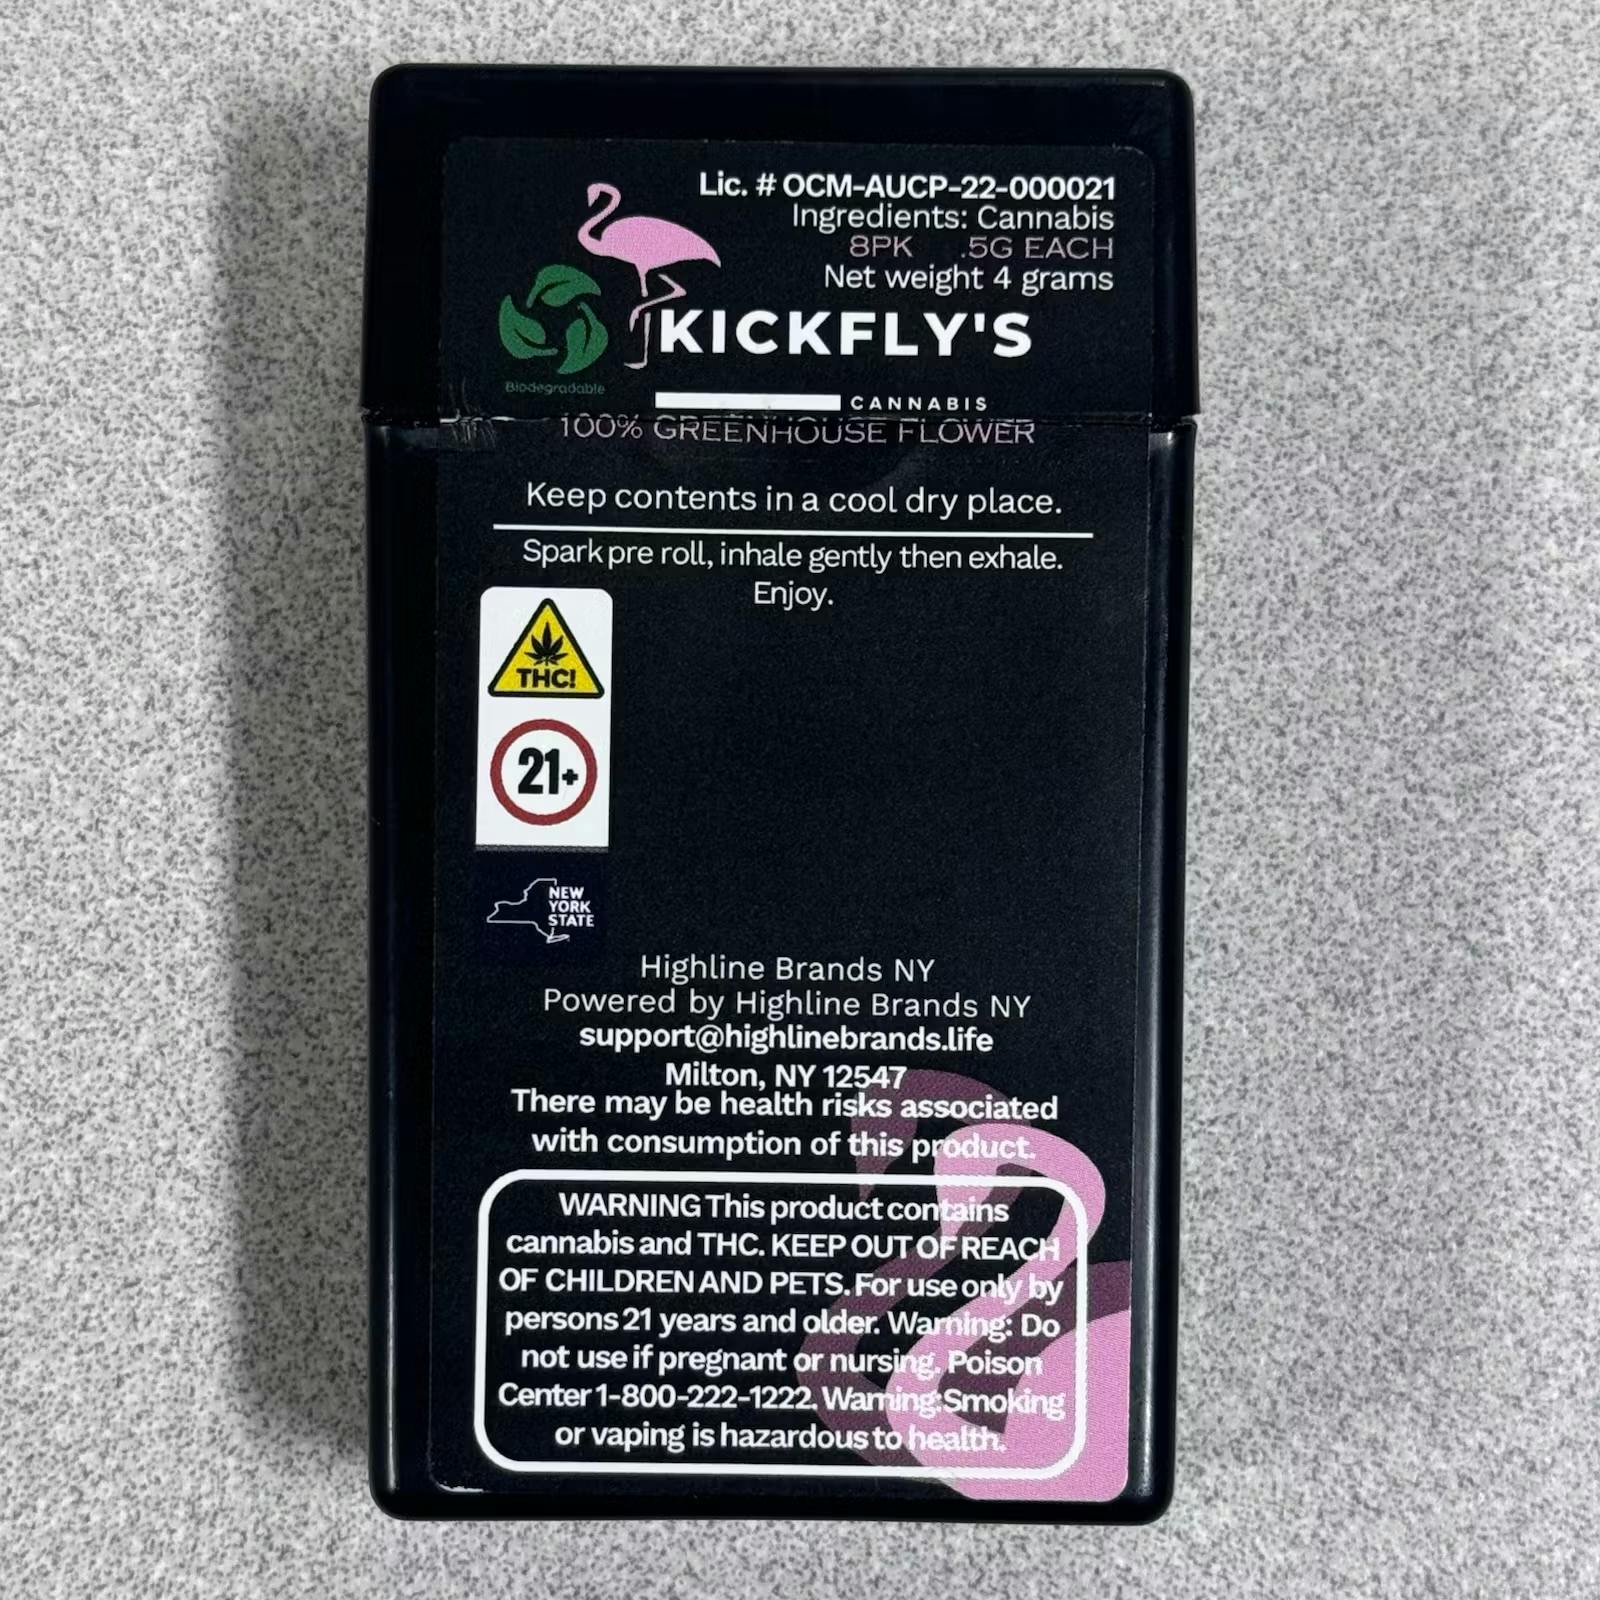 Lic. # OCM-AUCP-22-000021
Ingredients: Cannabis
8PK .5G EACH
Net weight 4 grams
Biodegradable
KICKFLY'S
CANNABIS
100% GREENHOUSE FLOWER
Keep contents in a cool dry place.
Spark pre roll, inhale gently then exhale.
Enjoy.
THC!
21+
NEW
YORK
STATE
Highline Brands NY
Powered by Highline Brands NY
support@highlinebrands.life
Milton, NY 12547
There may be health risks associated
with consumption of this product.
WARNING This product contains
cannabis and THC. KEEP OUT OF REACH
OF CHILDREN AND PETS. For use only by
persons 21 years and older. Warning: Do
not use if pregnant or nursing. Poison
Center 1-800-222-1222. Warning:Smoking
or vaping is hazardous to health.